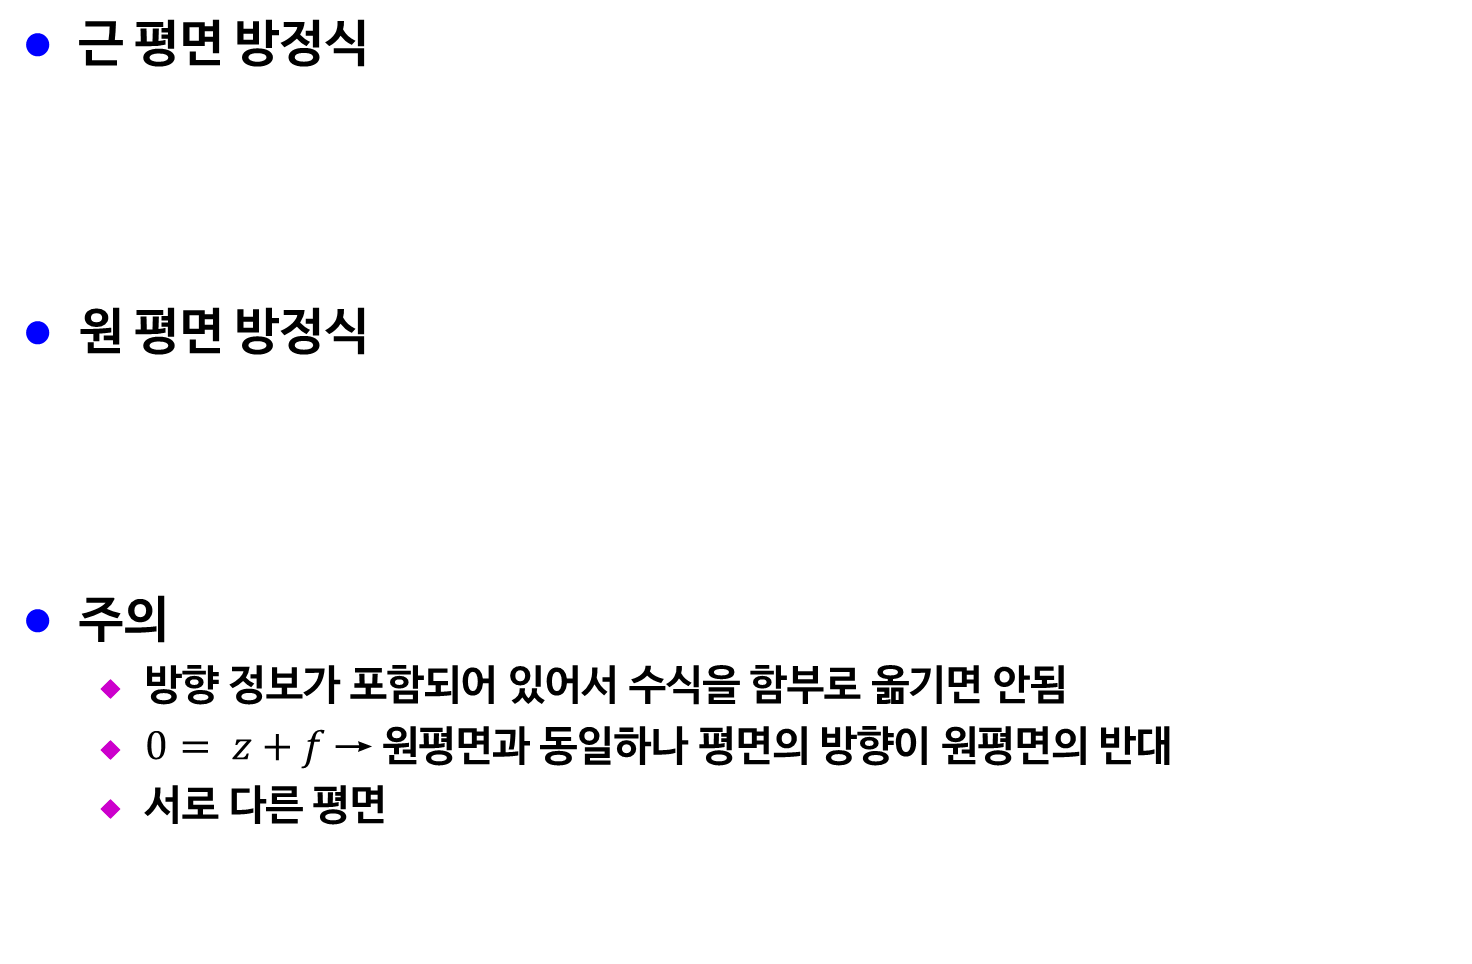 ● 근 평면 방정식
● 원 평면 방정식
● 주의
◆ 방향 정보가 포함되어 있어서 수식을 함부로 옮기면 안됨
◆ 0 = z + f → 원평면과 동일하나 평면의 방향이 원평면의 반대
◆ 서로 다른 평면